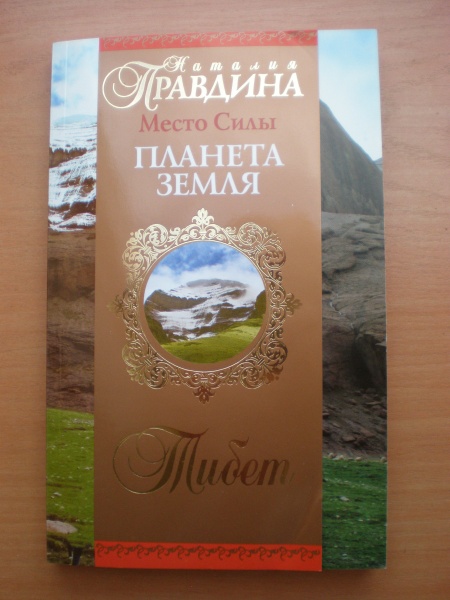 Наталия
ПРАВДИНА
Место Силы
ПЛАНЕТА
ЗЕМЛЯ
Тибет